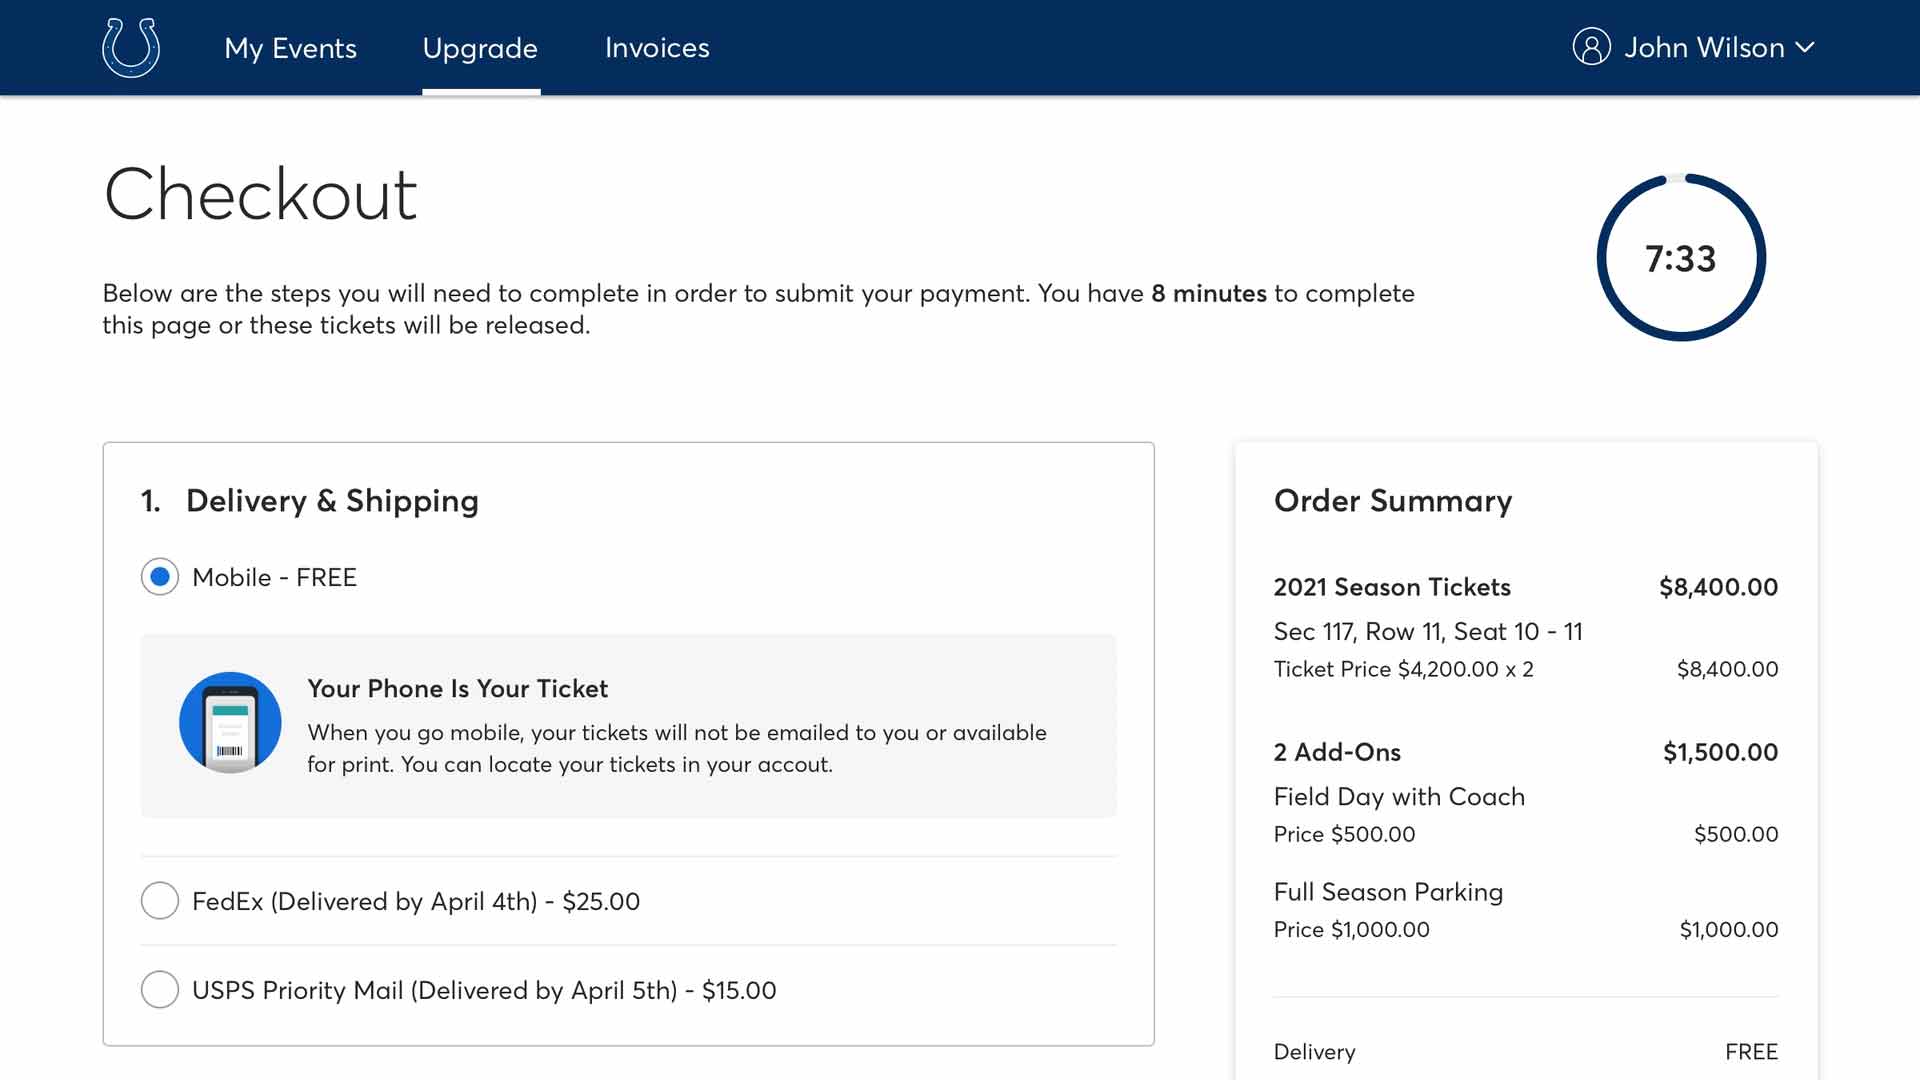 My Events
Upgrade
Invoices
John Wilson
Checkout
7:33
Below are the steps you will need to complete in order to submit your payment. You have 8 minutes to complete
this page or these tickets will be released.
1. Delivery & Shipping
Mobile - FREE
Your Phone Is Your Ticket
When you go mobile, your tickets will not be emailed to you or available
for print. You can locate your tickets in your accout.
FedEx (Delivered by April 4th) - $25.00
USPS Priority Mail (Delivered by April 5th) - $15.00
Order Summary
2021 Season Tickets $8,400.00
Sec 117, Row 11, Seat 10 - 11
Ticket Price $4,200.00 x 2 $8,400.00
2 Add-Ons $1,500.00
Field Day with Coach
Price $500.00 $500.00
Full Season Parking
Price $1,000.00 $1,000.00
Delivery FREE